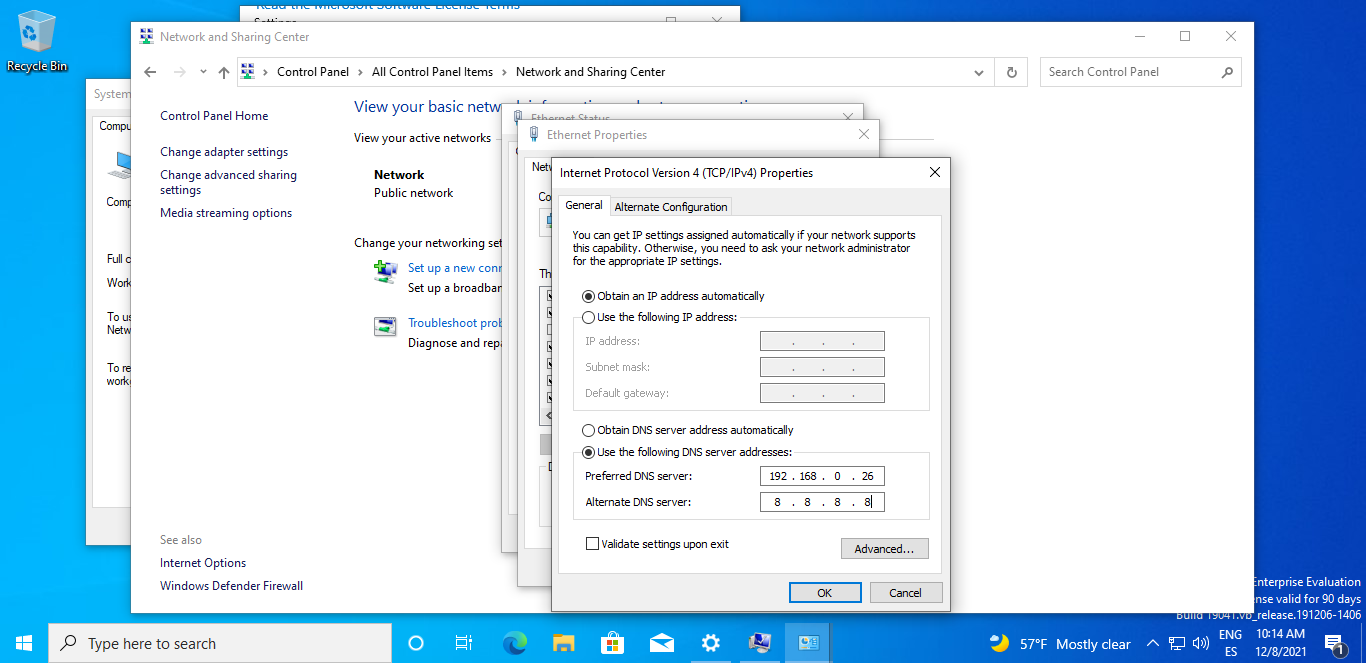 Read the Microsoft Software License Terms
Settings
Recycle Bin
Network and Sharing Center
Control Panel
All Control Panel Items
Network and Sharing Center
Search Control Panel
System
Compu
Comp
Full c
Work
To us
Netw
To re
work
Control Panel Home
Change adapter settings
Change advanced sharing
settings
Media streaming options
See also
Internet Options
Windows Defender Firewall
View your basic netw
View your active networks
Network
Public network
Change your networking set
Set up a new conn
Set up a broadban
Troubleshoot prob
Diagnose and repa
Ethernet Status
Ethernet Properties
Netw
Co
Th
Internet Protocol Version 4 (TCP/IPv4) Properties
General
Alternate Configuration
You can get IP settings assigned automatically if your network supports
this capability. Otherwise, you need to ask your network administrator
for the appropriate IP settings.
Obtain an IP address automatically
Use the following IP address:
IP address:
. . .
Subnet mask:
. . .
Default gateway:
. . .
Obtain DNS server address automatically
Use the following DNS server addresses:
Preferred DNS server:
192 . 168 . 0 . 26
Alternate DNS server:
8 . 8 . 8 . 8
Validate settings upon exit
Advanced...
OK
Cancel
Enterprise Evaluation
ense valid for 90 days
Build 19041.vb_release.191206-1406
Type here to search
57°F Mostly clear
ENG
ES
10:14 AM
12/8/2021
1